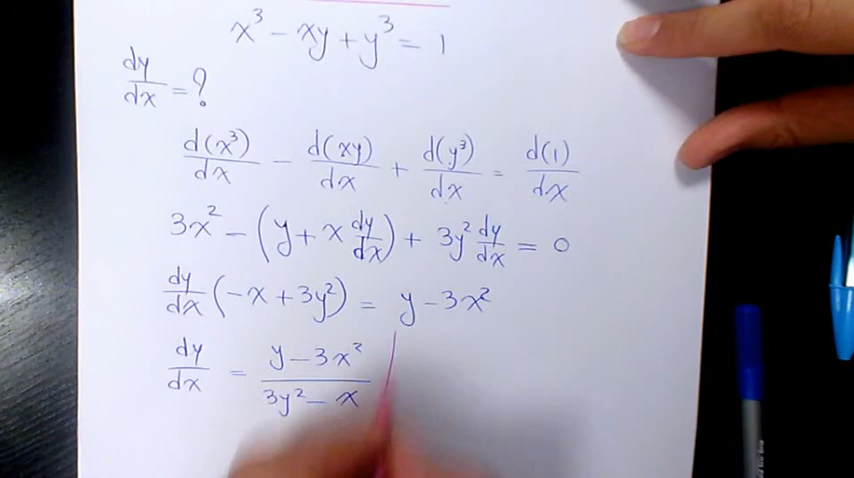 x³ - xy + y³ = 1
dy/dx = ?
d(x³)/dx - d(xy)/dx + d(y³)/dx = d(1)/dx
3x² - (y + x dy/dx) + 3y² dy/dx = 0
dy/dx (-x + 3y²) = y - 3x²
dy/dx = (y - 3x²)/(3y² - x)